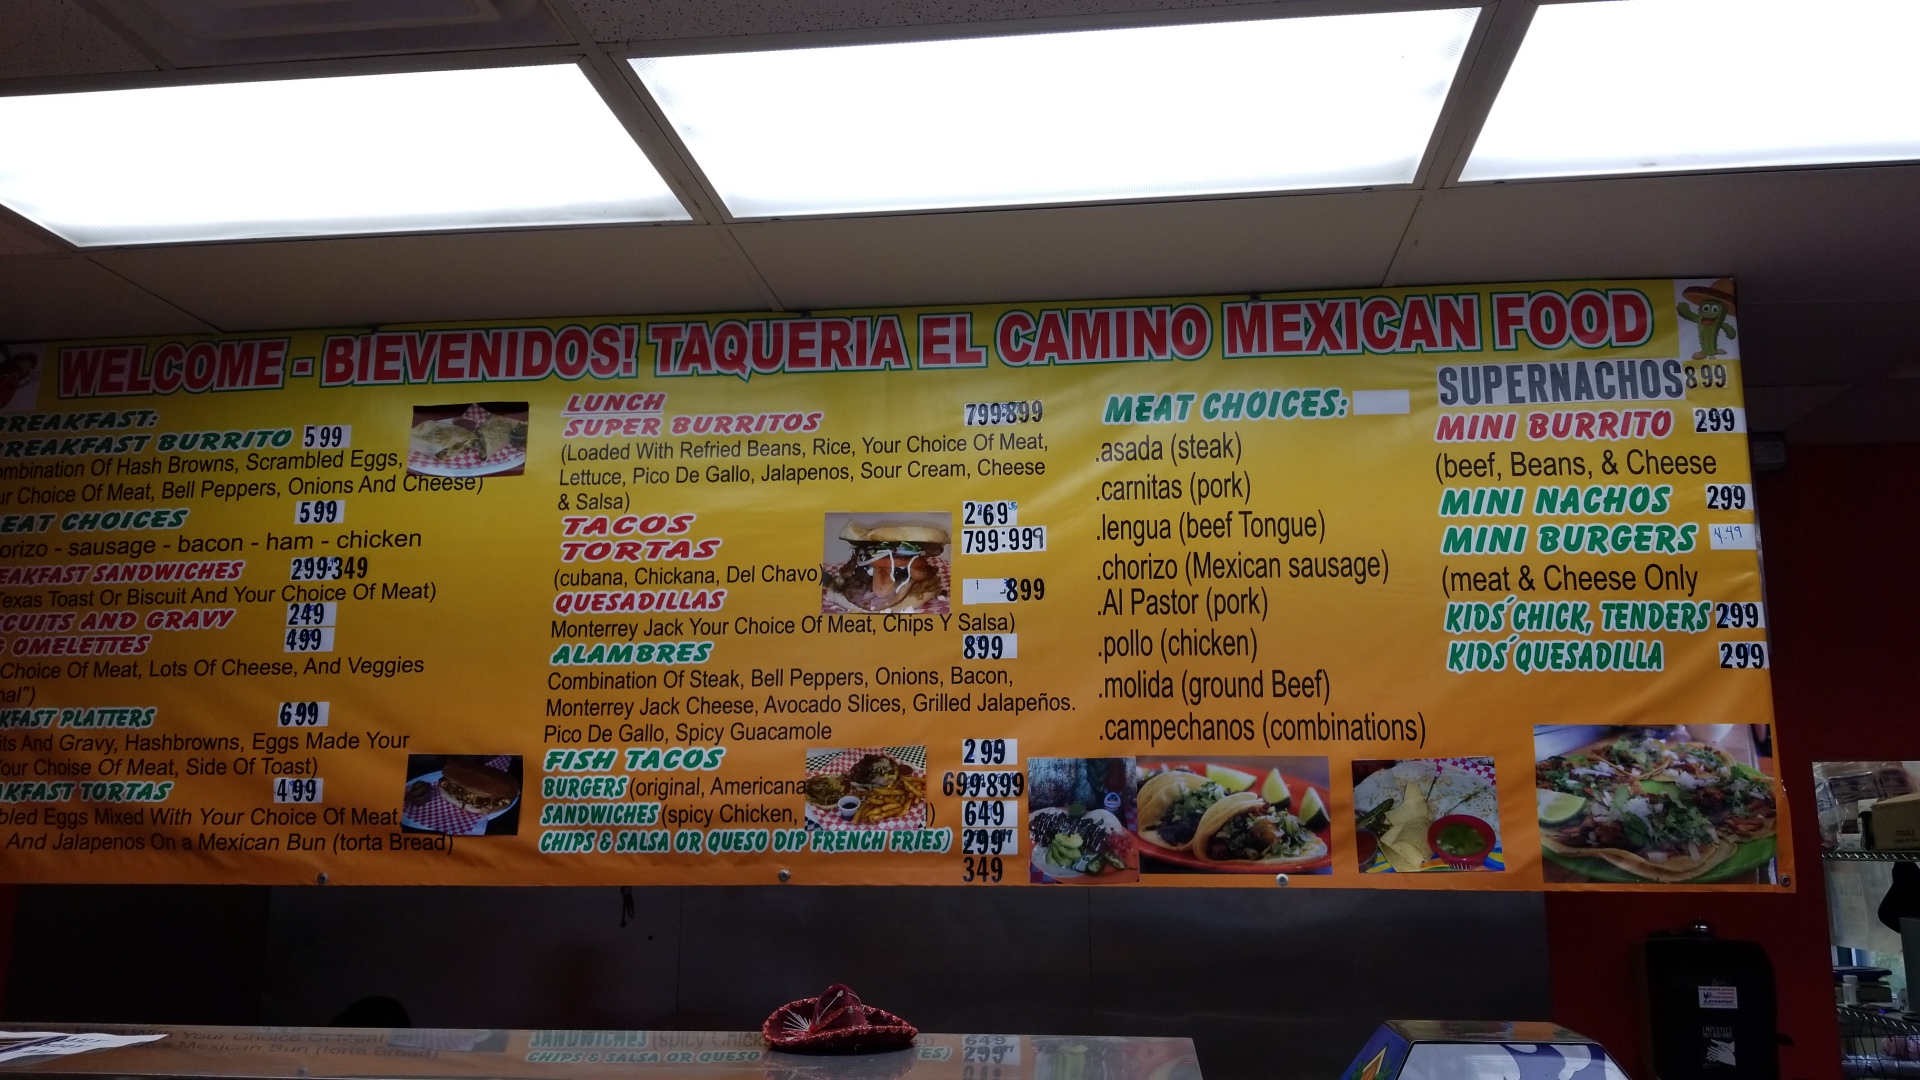 WELCOME - BIEVENIDOS! TAQUERIA EL CAMINO MEXICAN FOOD
BREAKFAST:
BREAKFAST BURRITO 599
ombination Of Hash Browns, Scrambled Eggs,
ur Choice Of Meat, Bell Peppers, Onions And Cheese)
EAT CHOICES 599
orizo - sausage - bacon - ham - chicken
EAKFAST SANDWICHES 299-349
Texas Toast Or Biscuit And Your Choice Of Meat)
CUITS AND GRAVY 249
OMELETTES 499
Choice Of Meat, Lots Of Cheese, And Veggies
nal")
KFAST PLATTERS 699
its And Gravy, Hashbrowns, Eggs Made Your
our Choise Of Meat, Side Of Toast)
AKFAST TORTAS 499
bled Eggs Mixed With Your Choice Of Meat,
And Jalapenos On a Mexican Bun (torta Bread)
LUNCH
SUPER BURRITOS 799-899
(Loaded With Refried Beans, Rice, Your Choice Of Meat,
Lettuce, Pico De Gallo, Jalapenos, Sour Cream, Cheese
& Salsa)
TACOS 269
TORTAS 799:999
(cubana, Chickana, Del Chavo)
QUESADILLAS 899
Monterrey Jack Your Choice Of Meat, Chips Y Salsa)
ALAMBRES 899
Combination Of Steak, Bell Peppers, Onions, Bacon,
Monterrey Jack Cheese, Avocado Slices, Grilled Jalapeños.
Pico De Gallo, Spicy Guacamole
FISH TACOS 299
BURGERS (original, Americana 699-899
SANDWICHES (spicy Chicken, ) 649
CHIPS & SALSA OR QUESO DIP FRENCH FRIES) 299
349
MEAT CHOICES:
.asada (steak)
.carnitas (pork)
.lengua (beef Tongue)
.chorizo (Mexican sausage)
.Al Pastor (pork)
.pollo (chicken)
.molida (ground Beef)
.campechanos (combinations)
SUPERNACHOS 899
MINI BURRITO 299
(beef, Beans, & Cheese
MINI NACHOS 299
MINI BURGERS 4.49
(meat & Cheese Only
KIDS´CHICK, TENDERS 299
KIDS´QUESADILLA 299